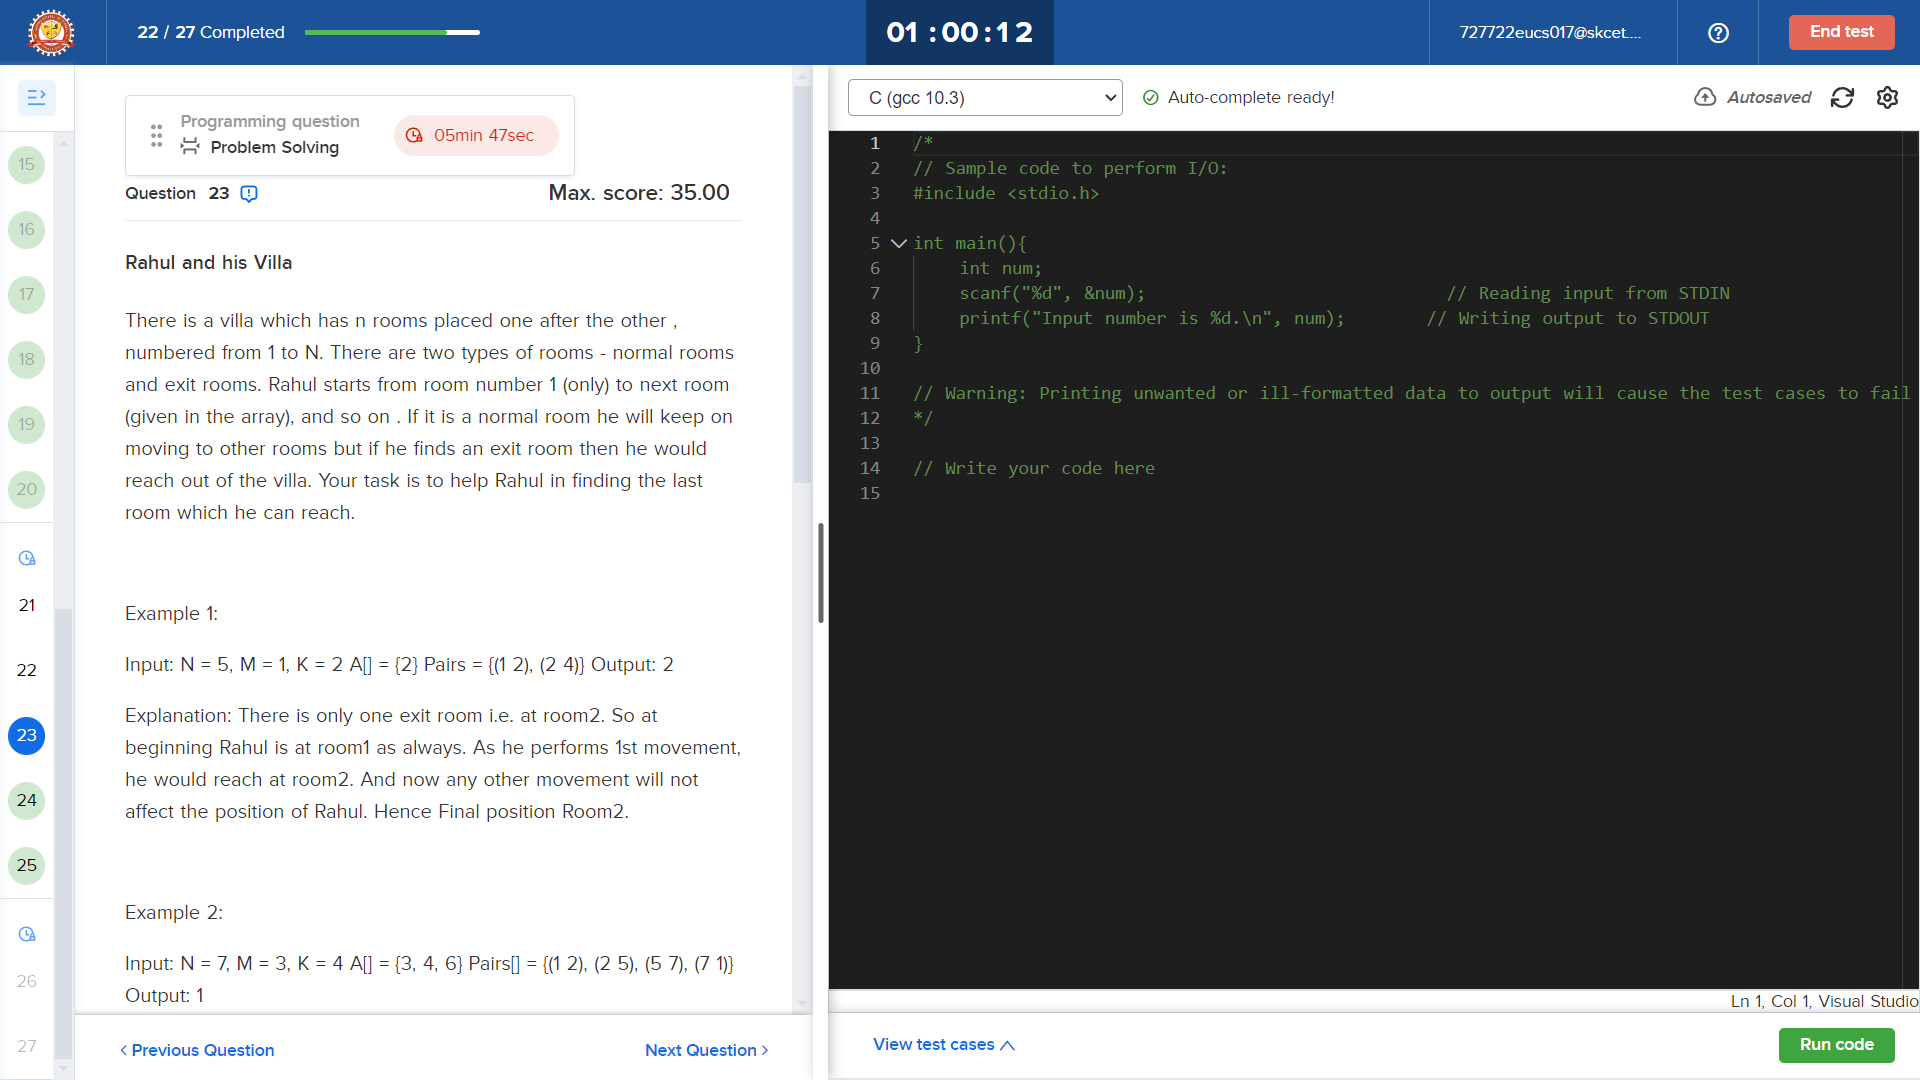 22 / 27 Completed
01 : 00 : 12
727722eucs017@skcet....
End test
15
16
17
18
19
20
21
22
23
24
25
26
27
Programming question
Problem Solving
05min 47sec
Question 23
Max. score: 35.00
Rahul and his Villa
There is a villa which has n rooms placed one after the other ,
numbered from 1 to N. There are two types of rooms - normal rooms
and exit rooms. Rahul starts from room number 1 (only) to next room
(given in the array), and so on . If it is a normal room he will keep on
moving to other rooms but if he finds an exit room then he would
reach out of the villa. Your task is to help Rahul in finding the last
room which he can reach.
Example 1:
Input: N = 5, M = 1, K = 2 A[] = {2} Pairs = {(1 2), (2 4)} Output: 2
Explanation: There is only one exit room i.e. at room2. So at
beginning Rahul is at room1 as always. As he performs 1st movement,
he would reach at room2. And now any other movement will not
affect the position of Rahul. Hence Final position Room2.
Example 2:
Input: N = 7, M = 3, K = 4 A[] = {3, 4, 6} Pairs[] = {(1 2), (2 5), (5 7), (7 1)}
Output: 1
Previous Question
Next Question
C (gcc 10.3)
Auto-complete ready!
Autosaved
1 /*
2 // Sample code to perform I/O:
3 #include <stdio.h>
4
5 int main(){
6 int num;
7 scanf("%d", &num); // Reading input from STDIN
8 printf("Input number is %d.\n", num); // Writing output to STDOUT
9 }
10
11 // Warning: Printing unwanted or ill-formatted data to output will cause the test cases to fail
12 */
13
14 // Write your code here
15
Ln 1, Col 1, Visual Studio
View test cases
Run code